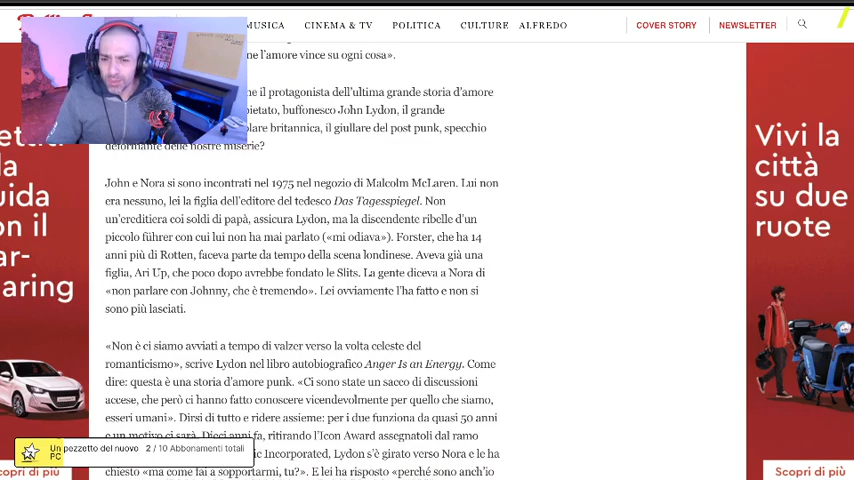 MUSICA CINEMA & TV POLITICA CULTURE ALFREDO COVER STORY NEWSLETTER
ne l'amore vince su ogni cosa».
ne il protagonista dell'ultima grande storia d'amore
pietato, buffonesco John Lydon, il grande
olare britannica, il giullare del post punk, specchio
deformante delle nostre miserie?
John e Nora si sono incontrati nel 1975 nel negozio di Malcolm McLaren. Lui non
era nessuno, lei la figlia dell'editore del tedesco Das Tagesspiegel. Non
un'ereditiera coi soldi di papà, assicura Lydon, ma la discendente ribelle d'un
piccolo führer con cui lui non ha mai parlato («mi odiava»). Forster, che ha 14
anni più di Rotten, faceva parte da tempo della scena londinese. Aveva già una
figlia, Ari Up, che poco dopo avrebbe fondato le Slits. La gente diceva a Nora di
«non parlare con Johnny, che è tremendo». Lei ovviamente l'ha fatto e non si
sono più lasciati.
«Non è ci siamo avviati a tempo di valzer verso la volta celeste del
romanticismo», scrive Lydon nel libro autobiografico Anger Is an Energy. Come
dire: questa è una storia d'amore punk. «Ci sono state un sacco di discussioni
accese, che però ci hanno fatto conoscere vicendevolmente per quello che siamo,
esseri umani». Dirsi di tutto e ridere assieme: per i due funziona da quasi 50 anni
e un motivo ci sarà. Dieci anni fa, ritirando l'Icon Award assegnatoli dal ramo
ic Incorporated, Lydon s'è girato verso Nora e le ha
chiesto «ma come fai a sopportarmi, tu?». E lei ha risposto «perché sono anch'io
Un pezzetto del nuovo 2 / 10 Abbonamenti totali
PC
la
uida
on il
ar-
aring
copri di più
Vivi la
città
su due
ruote
Scopri di più